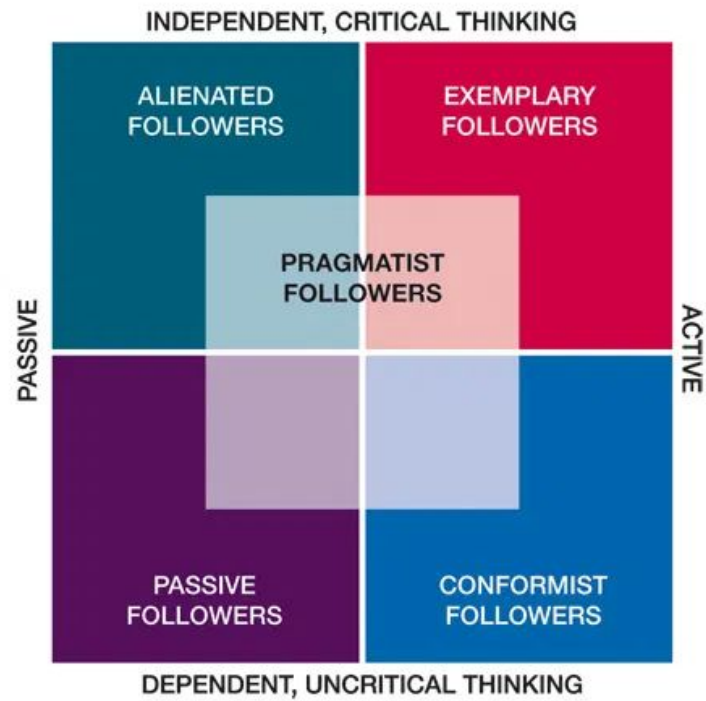 INDEPENDENT, CRITICAL THINKING
ALIENATED
FOLLOWERS
EXEMPLARY
FOLLOWERS
PRAGMATIST
FOLLOWERS
PASSIVE
ACTIVE
PASSIVE
FOLLOWERS
CONFORMIST
FOLLOWERS
DEPENDENT, UNCRITICAL THINKING